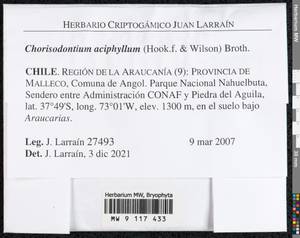 HERBARIO CRIPTOGÁMICO JUAN LARRAÍN
Chorisodontium aciphyllum (Hook.f. & Wilson) Broth.
CHILE. REGIÓN DE LA ARAUCANÍA (9): PROVINCIA DE
MALLECO, Comuna de Angol. Parque Nacional Nahuelbuta,
Sendero entre Administración CONAF y Piedra del Aguila,
lat. 37°49'S, long. 73°01'W, elev. 1300 m, en el suelo bajo
Araucarias.
Leg. J. Larraín 27493 9 mar 2007
Det. J. Larraín, 3 dic 2021
Herbarium MW, Bryophyta
MW 9 117 433